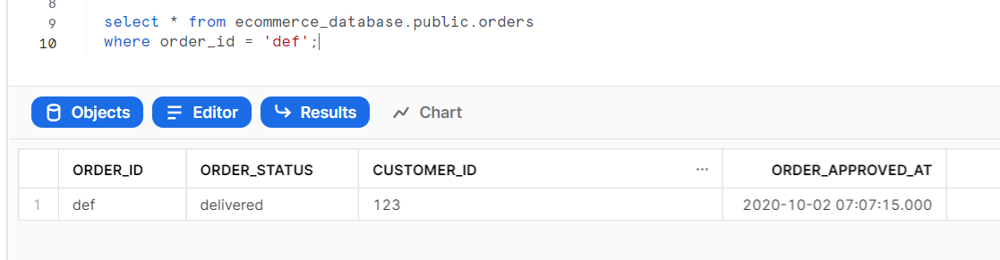 8
9 select * from ecommerce_database.public.orders
10 where order_id = 'def';
Objects Editor Results Chart
ORDER_ID ORDER_STATUS CUSTOMER_ID ... ORDER_APPROVED_AT
1 def delivered 123 2020-10-02 07:07:15.000